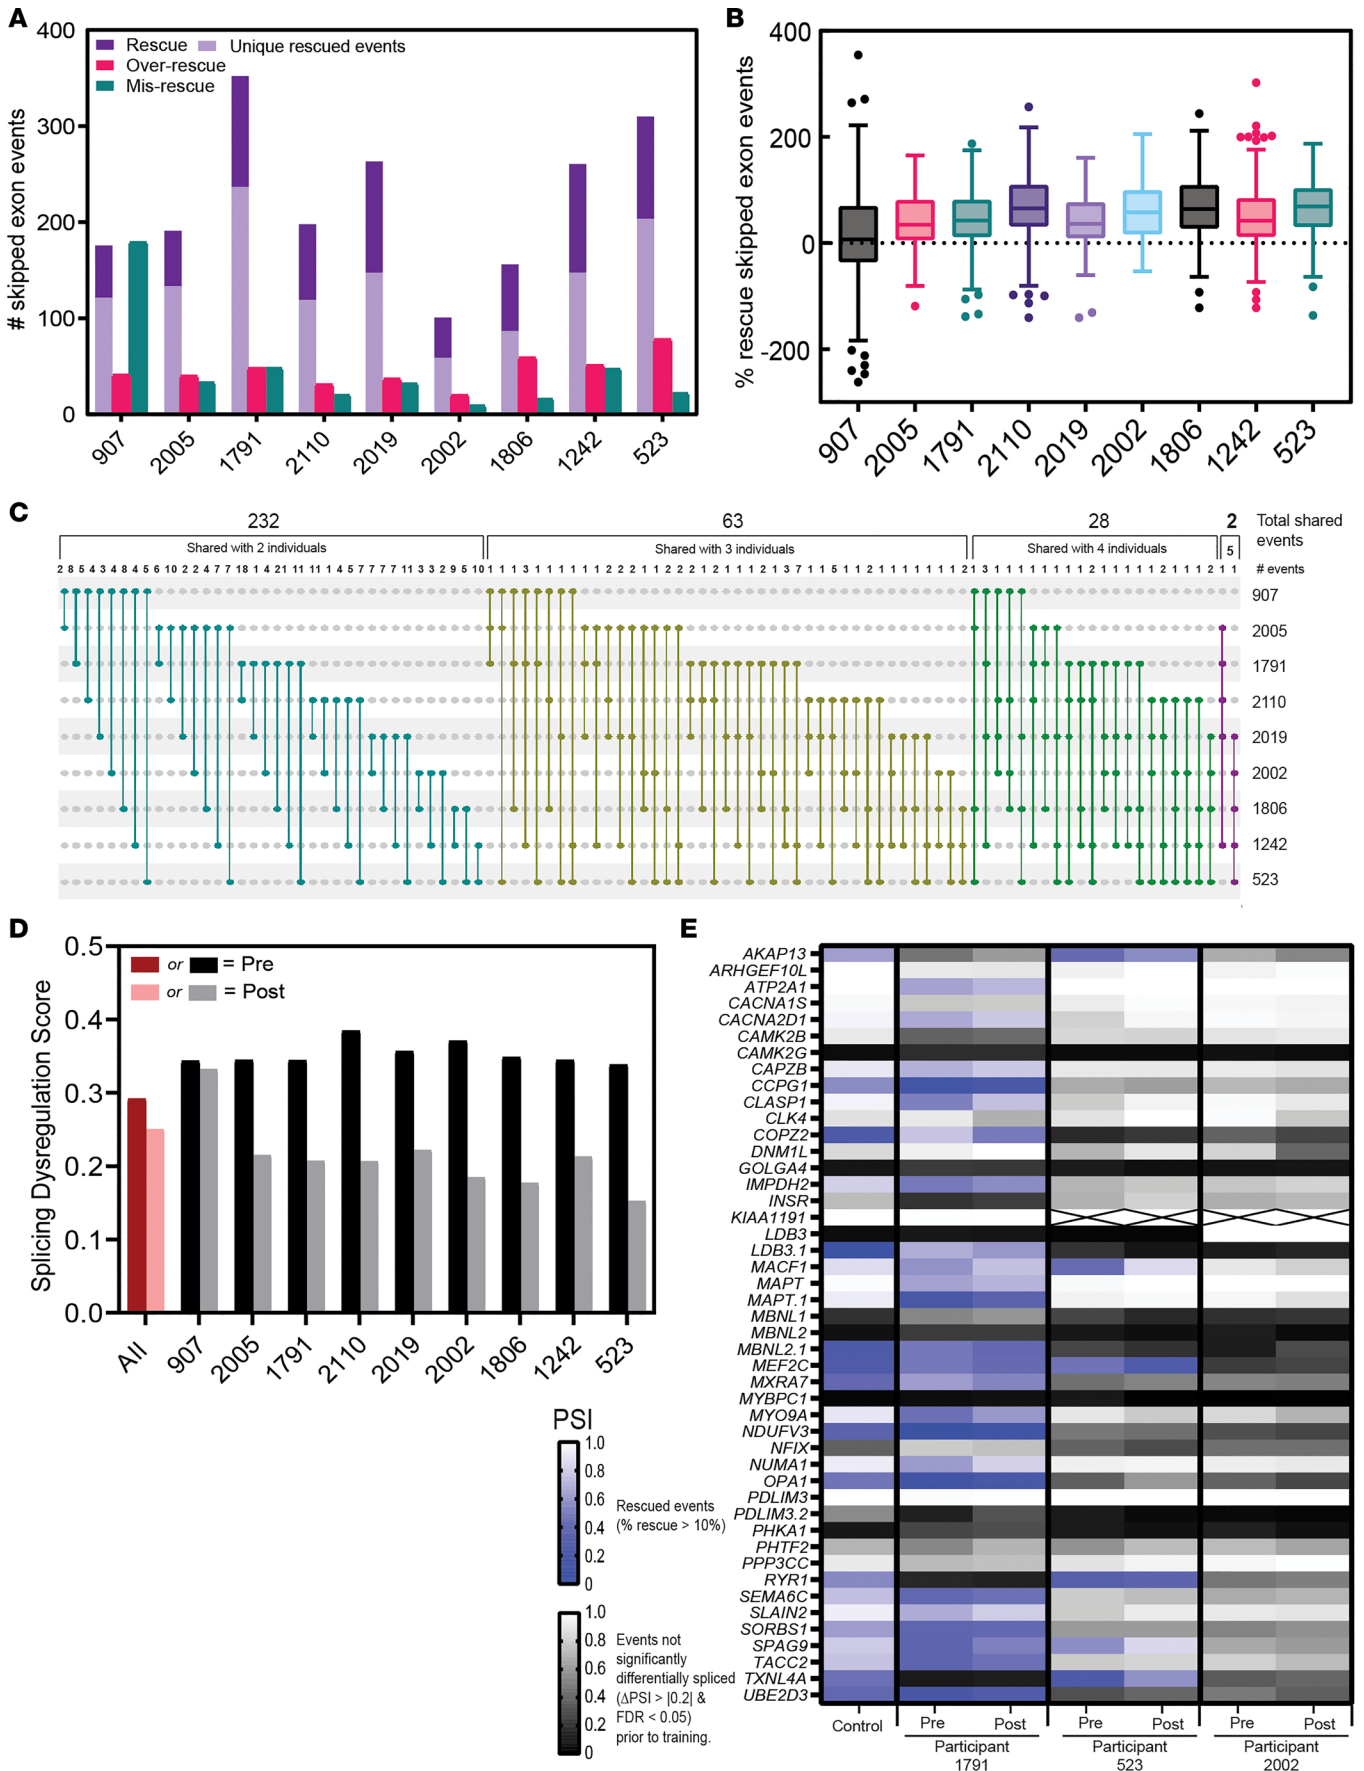 A
# skipped exon events
400
300
200
100
0
Rescue
Unique rescued events
Over-rescue
Mis-rescue
907
2005
1791
2110
2019
2002
1806
1242
523
B
% rescue skipped exon events
400
200
0
-200
907
2005
1791
2110
2019
2002
1806
1242
523
C
232
63
28
2
Total shared
events
Shared with 2 individuals
Shared with 3 individuals
Shared with 4 individuals
5
# events
907
2005
1791
2110
2019
2002
1806
1242
523
D
Splicing Dysregulation Score
0.5
0.4
0.3
0.2
0.1
0.0
or = Pre
or = Post
All
907
2005
1791
2110
2019
2002
1806
1242
523
PSI
1.0
0.8
0.6
0.4
0.2
0
Rescued events
(% rescue > 10%)
1.0
0.8
0.6
0.4
0.2
0
Events not
significantly
differentially spliced
(ΔPSI > |0.2| &
FDR < 0.05)
prior to training.
E
AKAP13
ARHGEF10L
ATP2A1
CACNA1S
CACNA2D1
CAMK2B
CAMK2G
CAPZB
CCPG1
CLASP1
CLK4
COPZ2
DNM1L
GOLGA4
IMPDH2
INSR
KIAA1191
LDB3
LDB3.1
MACF1
MAPT
MAPT.1
MBNL1
MBNL2
MBNL2.1
MEF2C
MXRA7
MYBPC1
MYO9A
NDUFV3
NFIX
NUMA1
OPA1
PDLIM3
PDLIM3.2
PHKA1
PHTF2
PPP3CC
RYR1
SEMA6C
SLAIN2
SORBS1
SPAG9
TACC2
TXNL4A
UBE2D3
Control
Pre
Post
Pre
Post
Pre
Post
Participant
1791
Participant
523
Participant
2002